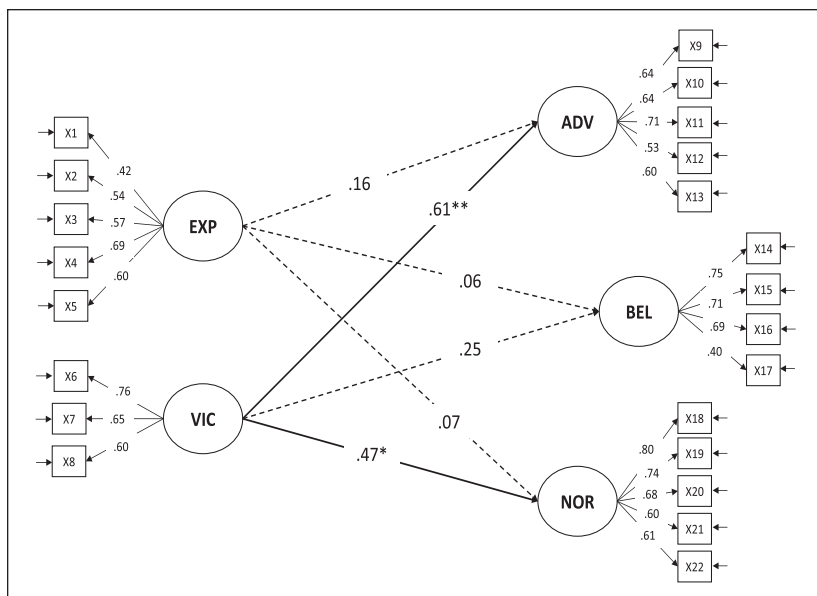 X1
X2
X3
X4
X5
.42
.54
.57
.69
.60
EXP
X6
X7
X8
.76
.65
.60
VIC
.16
.61**
.06
.25
.07
.47*
ADV
.64
.64
.71
.53
.60
X9
X10
X11
X12
X13
BEL
.75
.71
.69
.40
X14
X15
X16
X17
NOR
.80
.74
.68
.60
.61
X18
X19
X20
X21
X22